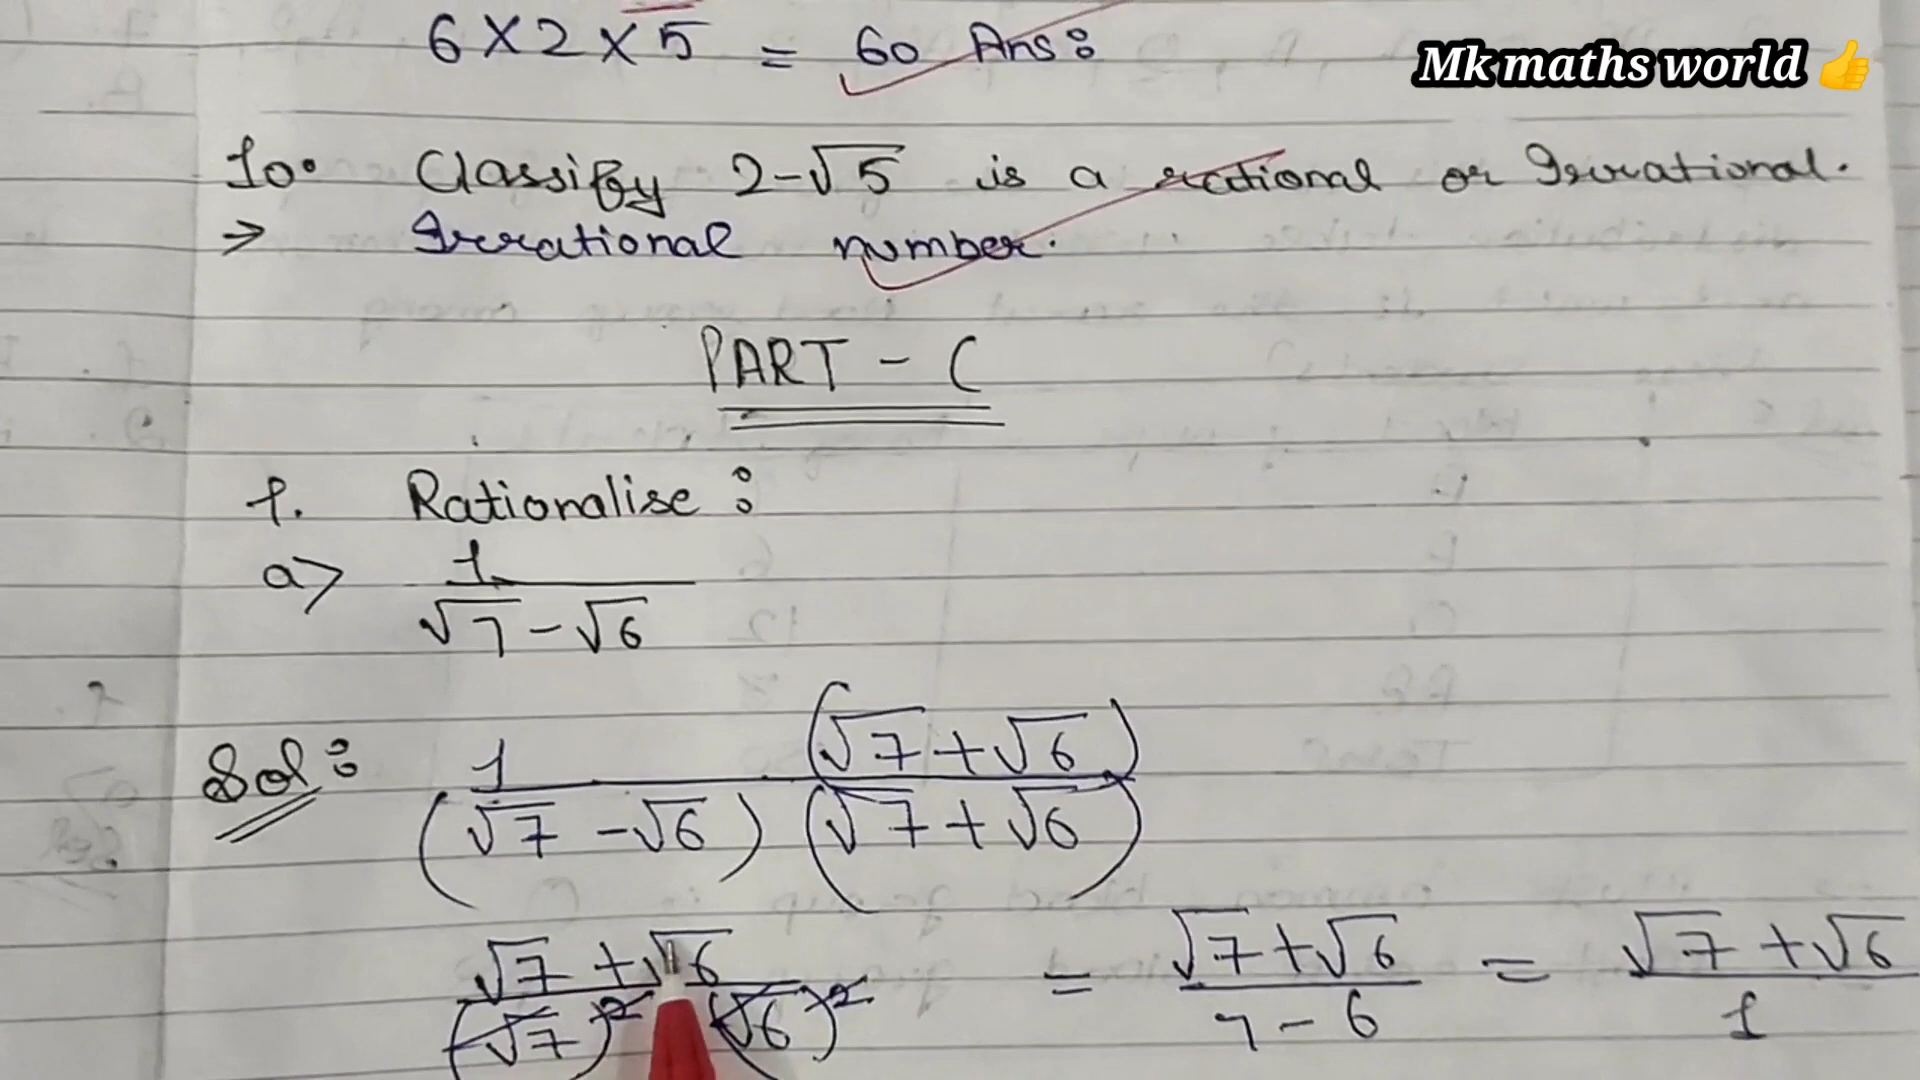 6 × 2 × 5 = 60 Ans:
Mk maths world 👍
10. Classify 2-√5 is a rational or Irrational.
⇒ Irrational number.
PART - C
1. Rationalise :
a> 1
√7 - √6
Sol: 1 (√7 + √6)
(√7 - √6) (√7 + √6)
√7 + √6 = √7 + √6 = √7 + √6
(√7)² (√6)² 7 - 6 1